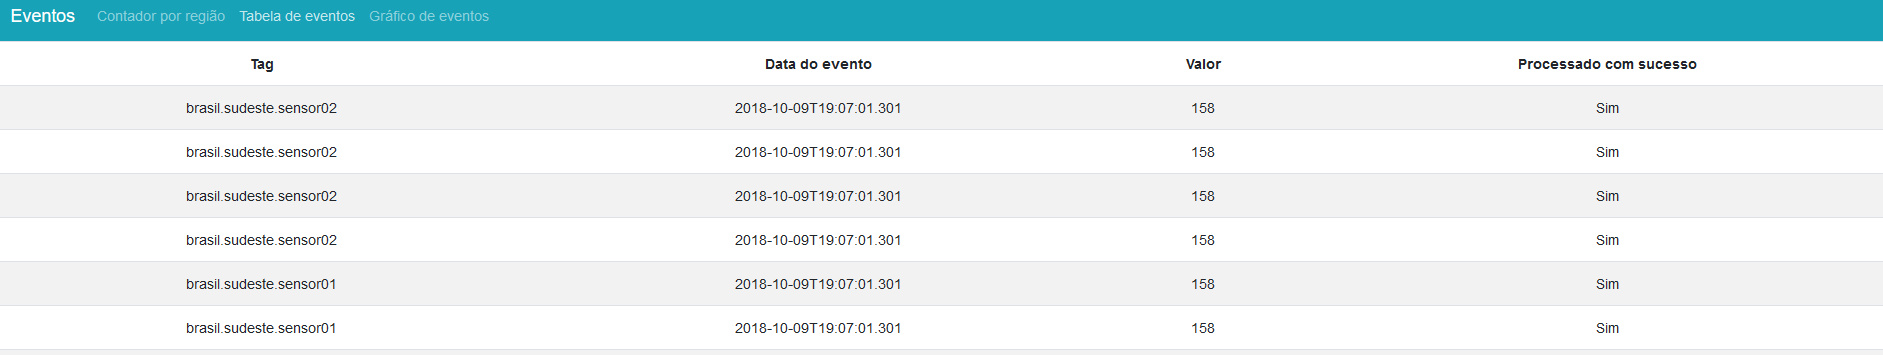 Eventos Contador por região Tabela de eventos Gráfico de eventos
Tag Data do evento Valor Processado com sucesso
brasil.sudeste.sensor02 2018-10-09T19:07:01.301 158 Sim
brasil.sudeste.sensor02 2018-10-09T19:07:01.301 158 Sim
brasil.sudeste.sensor02 2018-10-09T19:07:01.301 158 Sim
brasil.sudeste.sensor02 2018-10-09T19:07:01.301 158 Sim
brasil.sudeste.sensor01 2018-10-09T19:07:01.301 158 Sim
brasil.sudeste.sensor01 2018-10-09T19:07:01.301 158 Sim